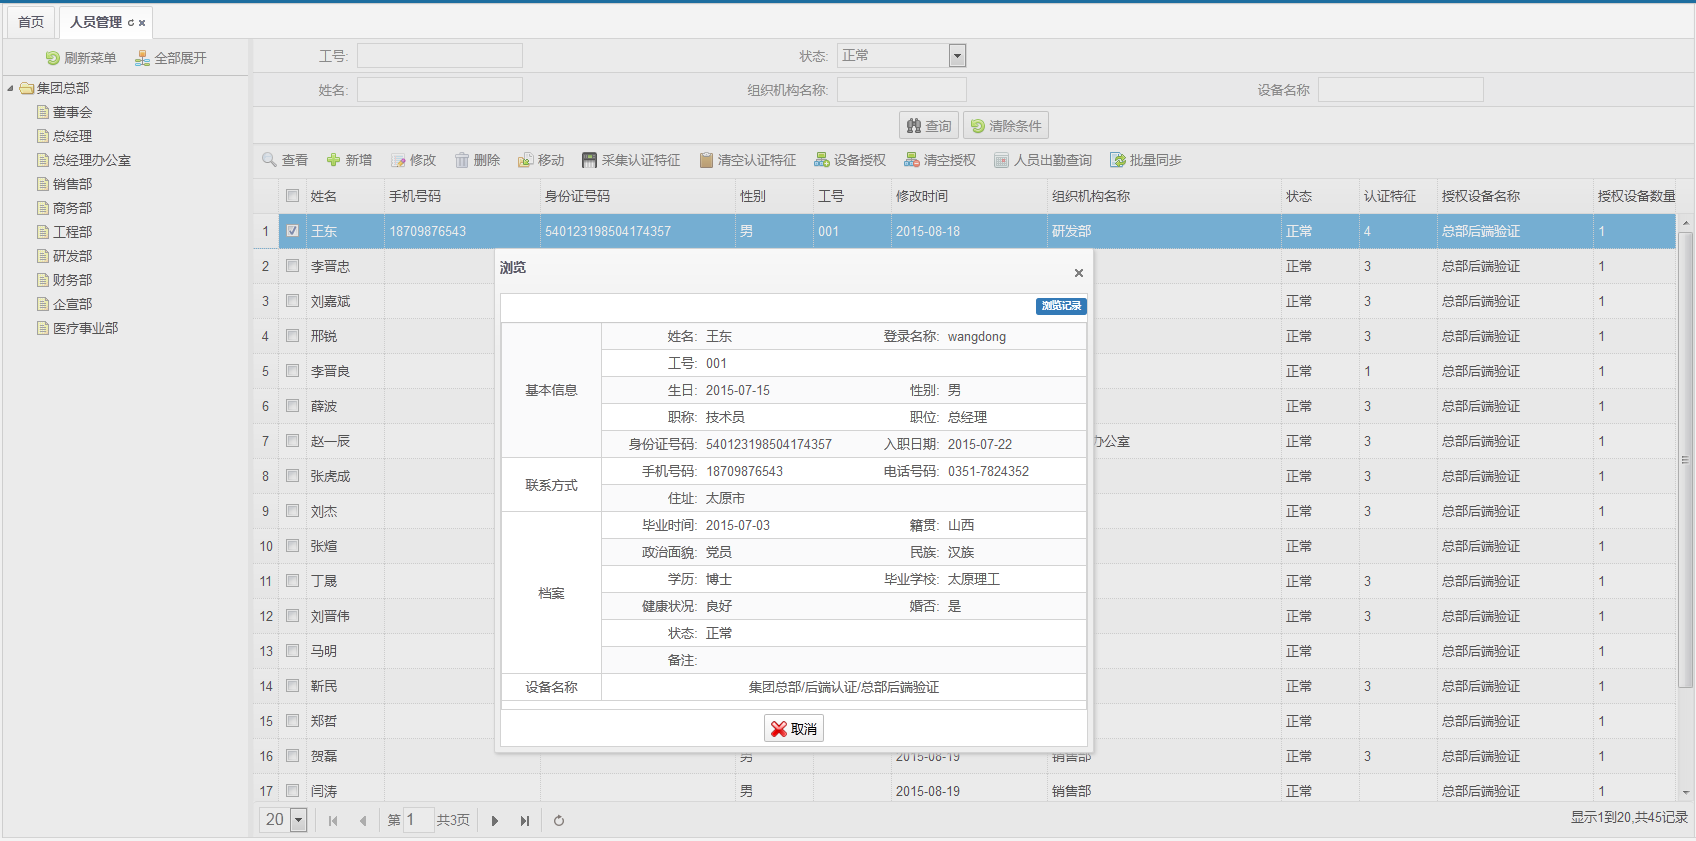 首页 人员管理
刷新菜单 全部展开
集团总部
董事会
总经理
总经理办公室
销售部
商务部
工程部
研发部
财务部
企宣部
医疗事业部
工号: 状态: 正常
姓名: 组织机构名称: 设备名称
查询 清除条件
查看 新增 修改 删除 移动 采集认证特征 清空认证特征 设备授权 清空授权 人员出勤查询 批量同步
姓名 手机号码 身份证号码 性别 工号 修改时间 组织机构名称 状态 认证特征 授权设备名称 授权设备数量
1 王东 18709876543 540123198504174357 男 001 2015-08-18 研发部 正常 4 总部后端验证 1
2 李晋忠 正常 3 总部后端验证 1
3 刘嘉斌 正常 3 总部后端验证 1
4 邢锐 正常 3 总部后端验证 1
5 李晋良 正常 1 总部后端验证 1
6 薛波 正常 3 总部后端验证 1
7 赵一辰 办公室 正常 3 总部后端验证 1
8 张虎成 正常 3 总部后端验证 1
9 刘杰 正常 3 总部后端验证 1
10 张煊 正常 总部后端验证 1
11 丁晟 正常 3 总部后端验证 1
12 刘晋伟 正常 3 总部后端验证 1
13 马明 正常 总部后端验证 1
14 靳民 正常 3 总部后端验证 1
15 郑哲 正常 总部后端验证 1
16 贺磊 男 2015-08-19 销售部 正常 3 总部后端验证 1
17 闫涛 男 2015-08-19 销售部 正常 总部后端验证 1
20 第 1 共3页 显示1到20,共45记录
浏览
浏览记录
基本信息
姓名: 王东 登录名称: wangdong
工号: 001
生日: 2015-07-15 性别: 男
职称: 技术员 职位: 总经理
身份证号码: 540123198504174357 入职日期: 2015-07-22
联系方式
手机号码: 18709876543 电话号码: 0351-7824352
住址: 太原市
档案
毕业时间: 2015-07-03 籍贯: 山西
政治面貌: 党员 民族: 汉族
学历: 博士 毕业学校: 太原理工
健康状况: 良好 婚否: 是
状态: 正常
备注:
设备名称 集团总部/后端认证/总部后端验证
取消